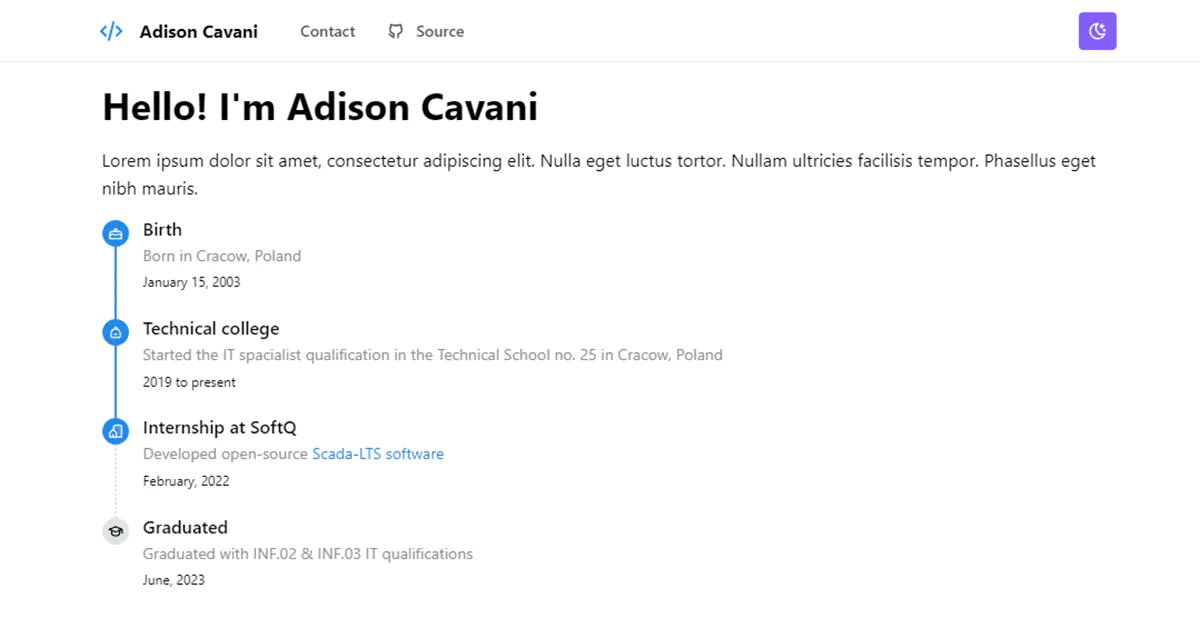 Adison Cavani Contact Source
Hello! I'm Adison Cavani
Lorem ipsum dolor sit amet, consectetur adipiscing elit. Nulla eget luctus tortor. Nullam ultricies facilisis tempor. Phasellus eget
nibh mauris.
Birth
Born in Cracow, Poland
January 15, 2003
Technical college
Started the IT spacialist qualification in the Technical School no. 25 in Cracow, Poland
2019 to present
Internship at SoftQ
Developed open-source Scada-LTS software
February, 2022
Graduated
Graduated with INF.02 & INF.03 IT qualifications
June, 2023